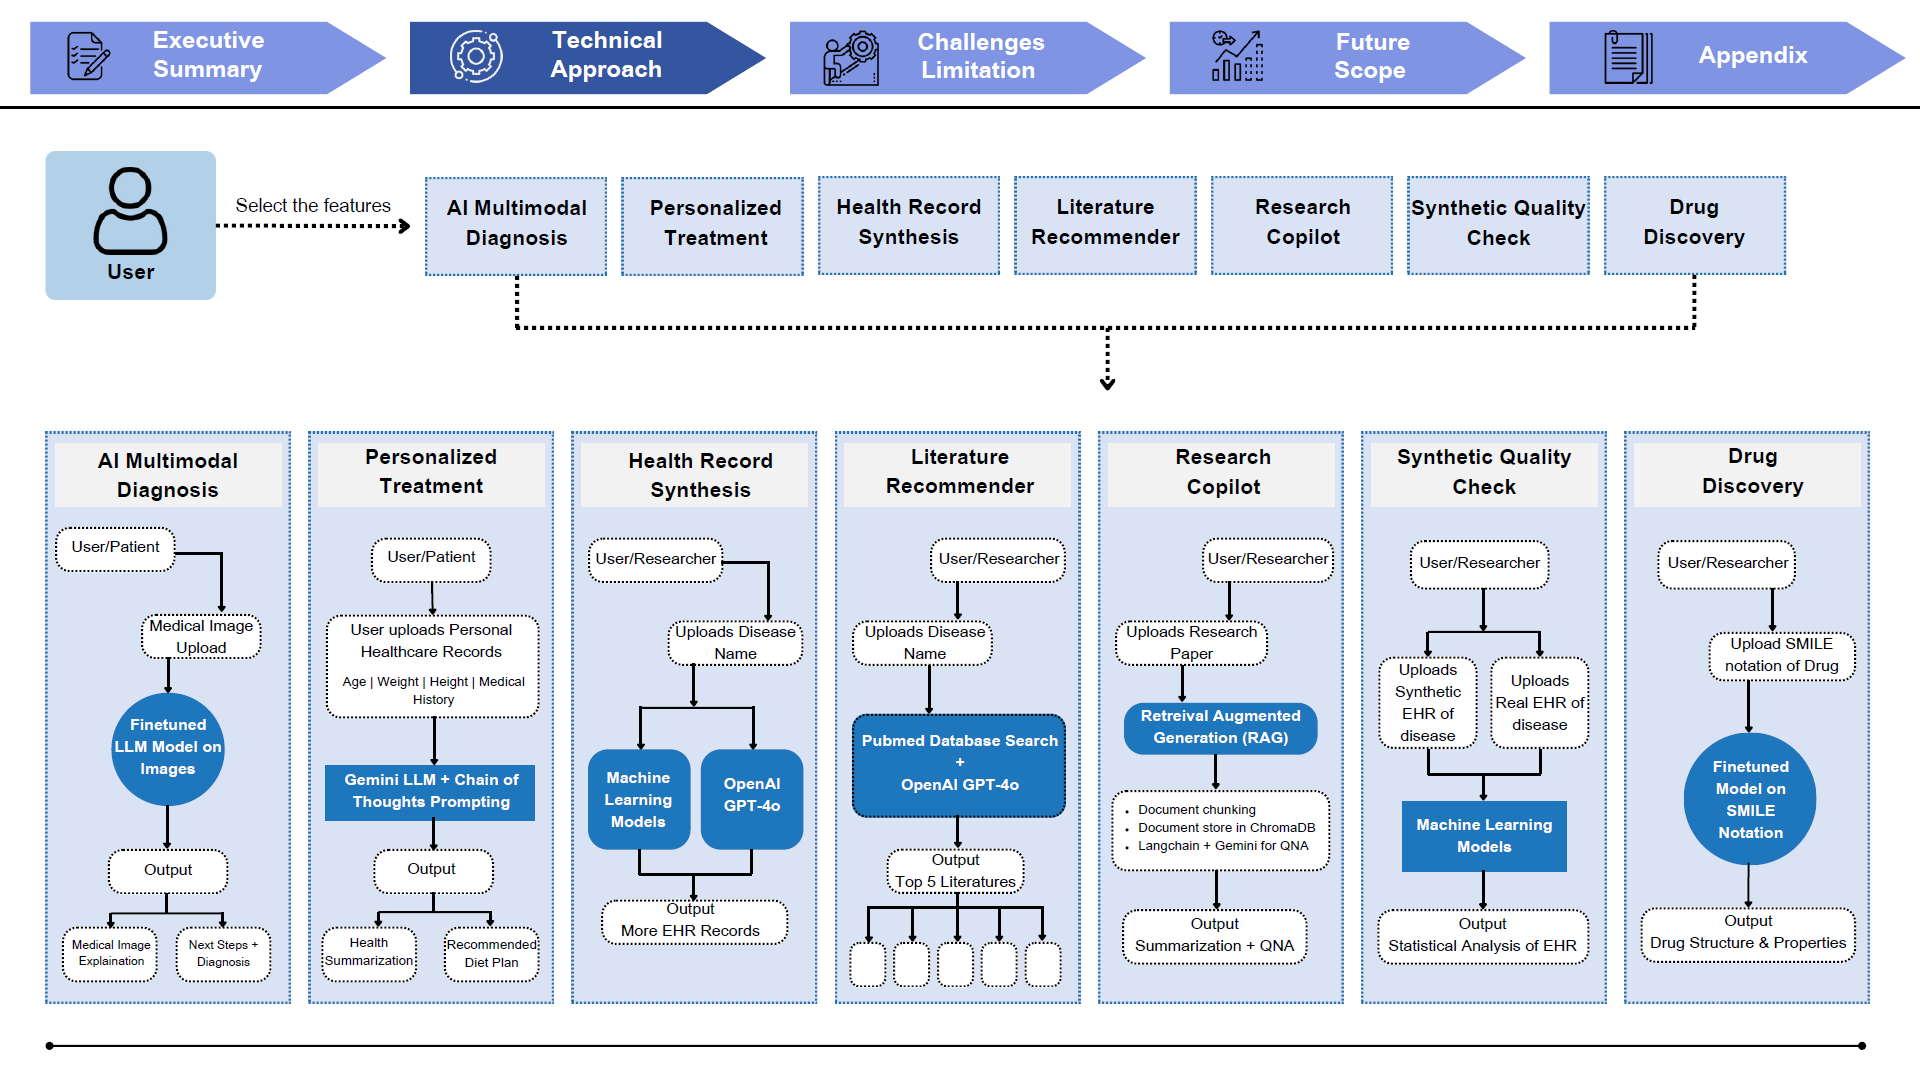 Executive
Summary
Technical
Approach
Challenges
Limitation
Future
Scope
Appendix
User
Select the features
AI Multimodal
Diagnosis
Personalized
Treatment
Health Record
Synthesis
Literature
Recommender
Research
Copilot
Synthetic Quality
Check
Drug
Discovery
AI Multimodal
Diagnosis
User/Patient
Medical Image
Upload
Finetuned
LLM Model on
Images
Output
Medical Image
Explaination
Next Steps +
Diagnosis
Personalized
Treatment
User/Patient
User uploads Personal
Healthcare Records
Age | Weight | Height | Medical
History
Gemini LLM + Chain of
Thoughts Prompting
Output
Health
Summarization
Recommended
Diet Plan
Health Record
Synthesis
User/Researcher
Uploads Disease
Name
Machine
Learning
Models
OpenAI
GPT-4o
Output
More EHR Records
Literature
Recommender
User/Researcher
Uploads Disease
Name
Pubmed Database Search
+
OpenAI GPT-4o
Output
Top 5 Literatures
Research
Copilot
User/Researcher
Uploads Research
Paper
Retreival Augmented
Generation (RAG)
• Document chunking
• Document store in ChromaDB
• Langchain + Gemini for QNA
Output
Summarization + QNA
Synthetic Quality
Check
User/Researcher
Uploads
Synthetic
EHR of
disease
Uploads
Real EHR of
disease
Machine Learning
Models
Output
Statistical Analysis of EHR
Drug
Discovery
User/Researcher
Upload SMILE
notation of Drug
Finetuned
Model on
SMILE
Notation
Output
Drug Structure & Properties